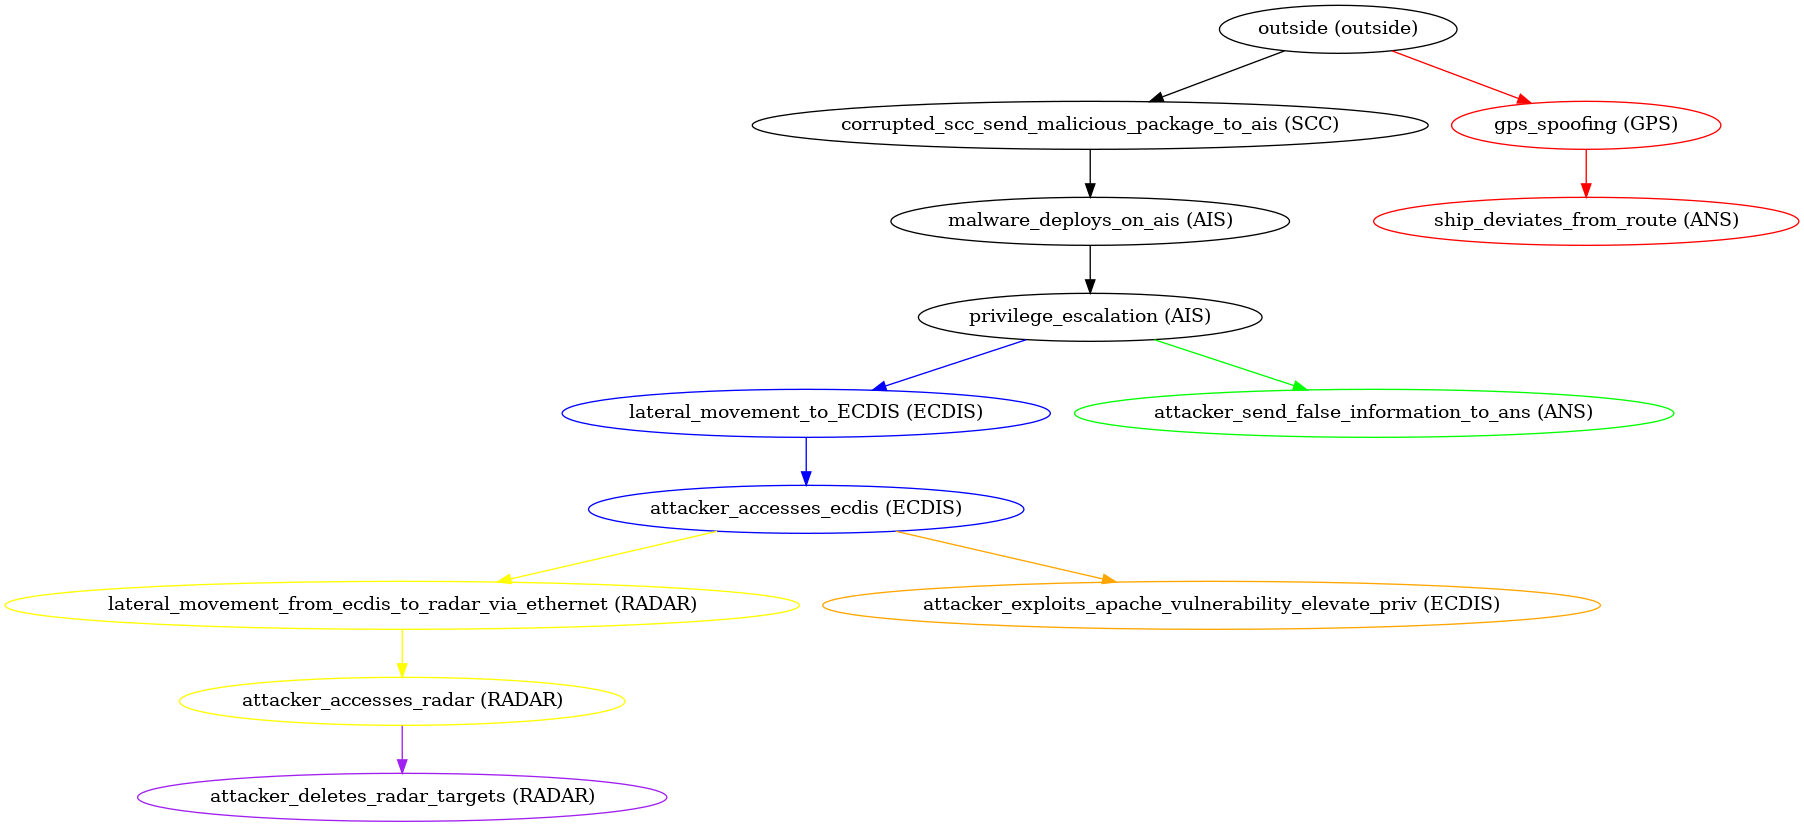 outside (outside)
corrupted_scc_send_malicious_package_to_ais (SCC)
gps_spoofing (GPS)
malware_deploys_on_ais (AIS)
ship_deviates_from_route (ANS)
privilege_escalation (AIS)
lateral_movement_to_ECDIS (ECDIS)
attacker_send_false_information_to_ans (ANS)
attacker_accesses_ecdis (ECDIS)
lateral_movement_from_ecdis_to_radar_via_ethernet (RADAR)
attacker_exploits_apache_vulnerability_elevate_priv (ECDIS)
attacker_accesses_radar (RADAR)
attacker_deletes_radar_targets (RADAR)